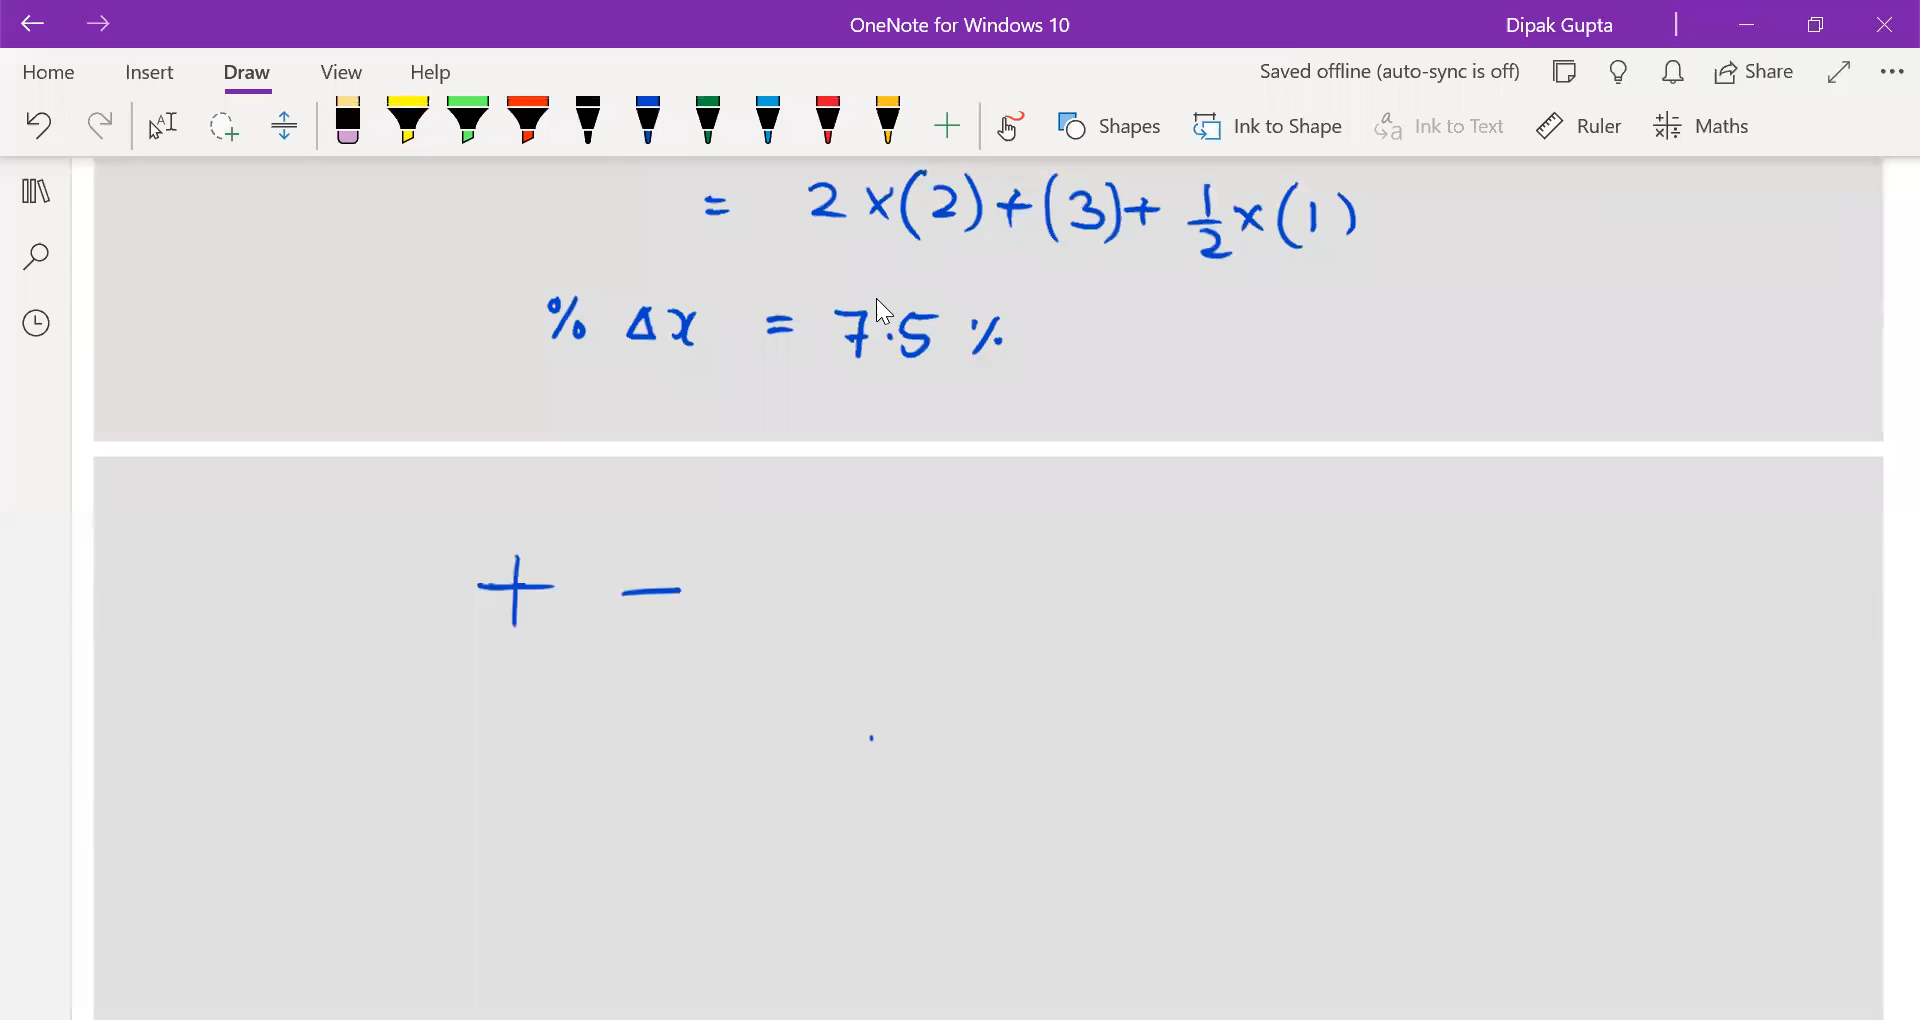 OneNote for Windows 10 Dipak Gupta
Home Insert Draw View Help Saved offline (auto-sync is off) Share
Shapes Ink to Shape Ink to Text Ruler Maths
= 2 ×(2)+(3)+ 1/2 ×(1)
% Δx = 7.5 %
+ −